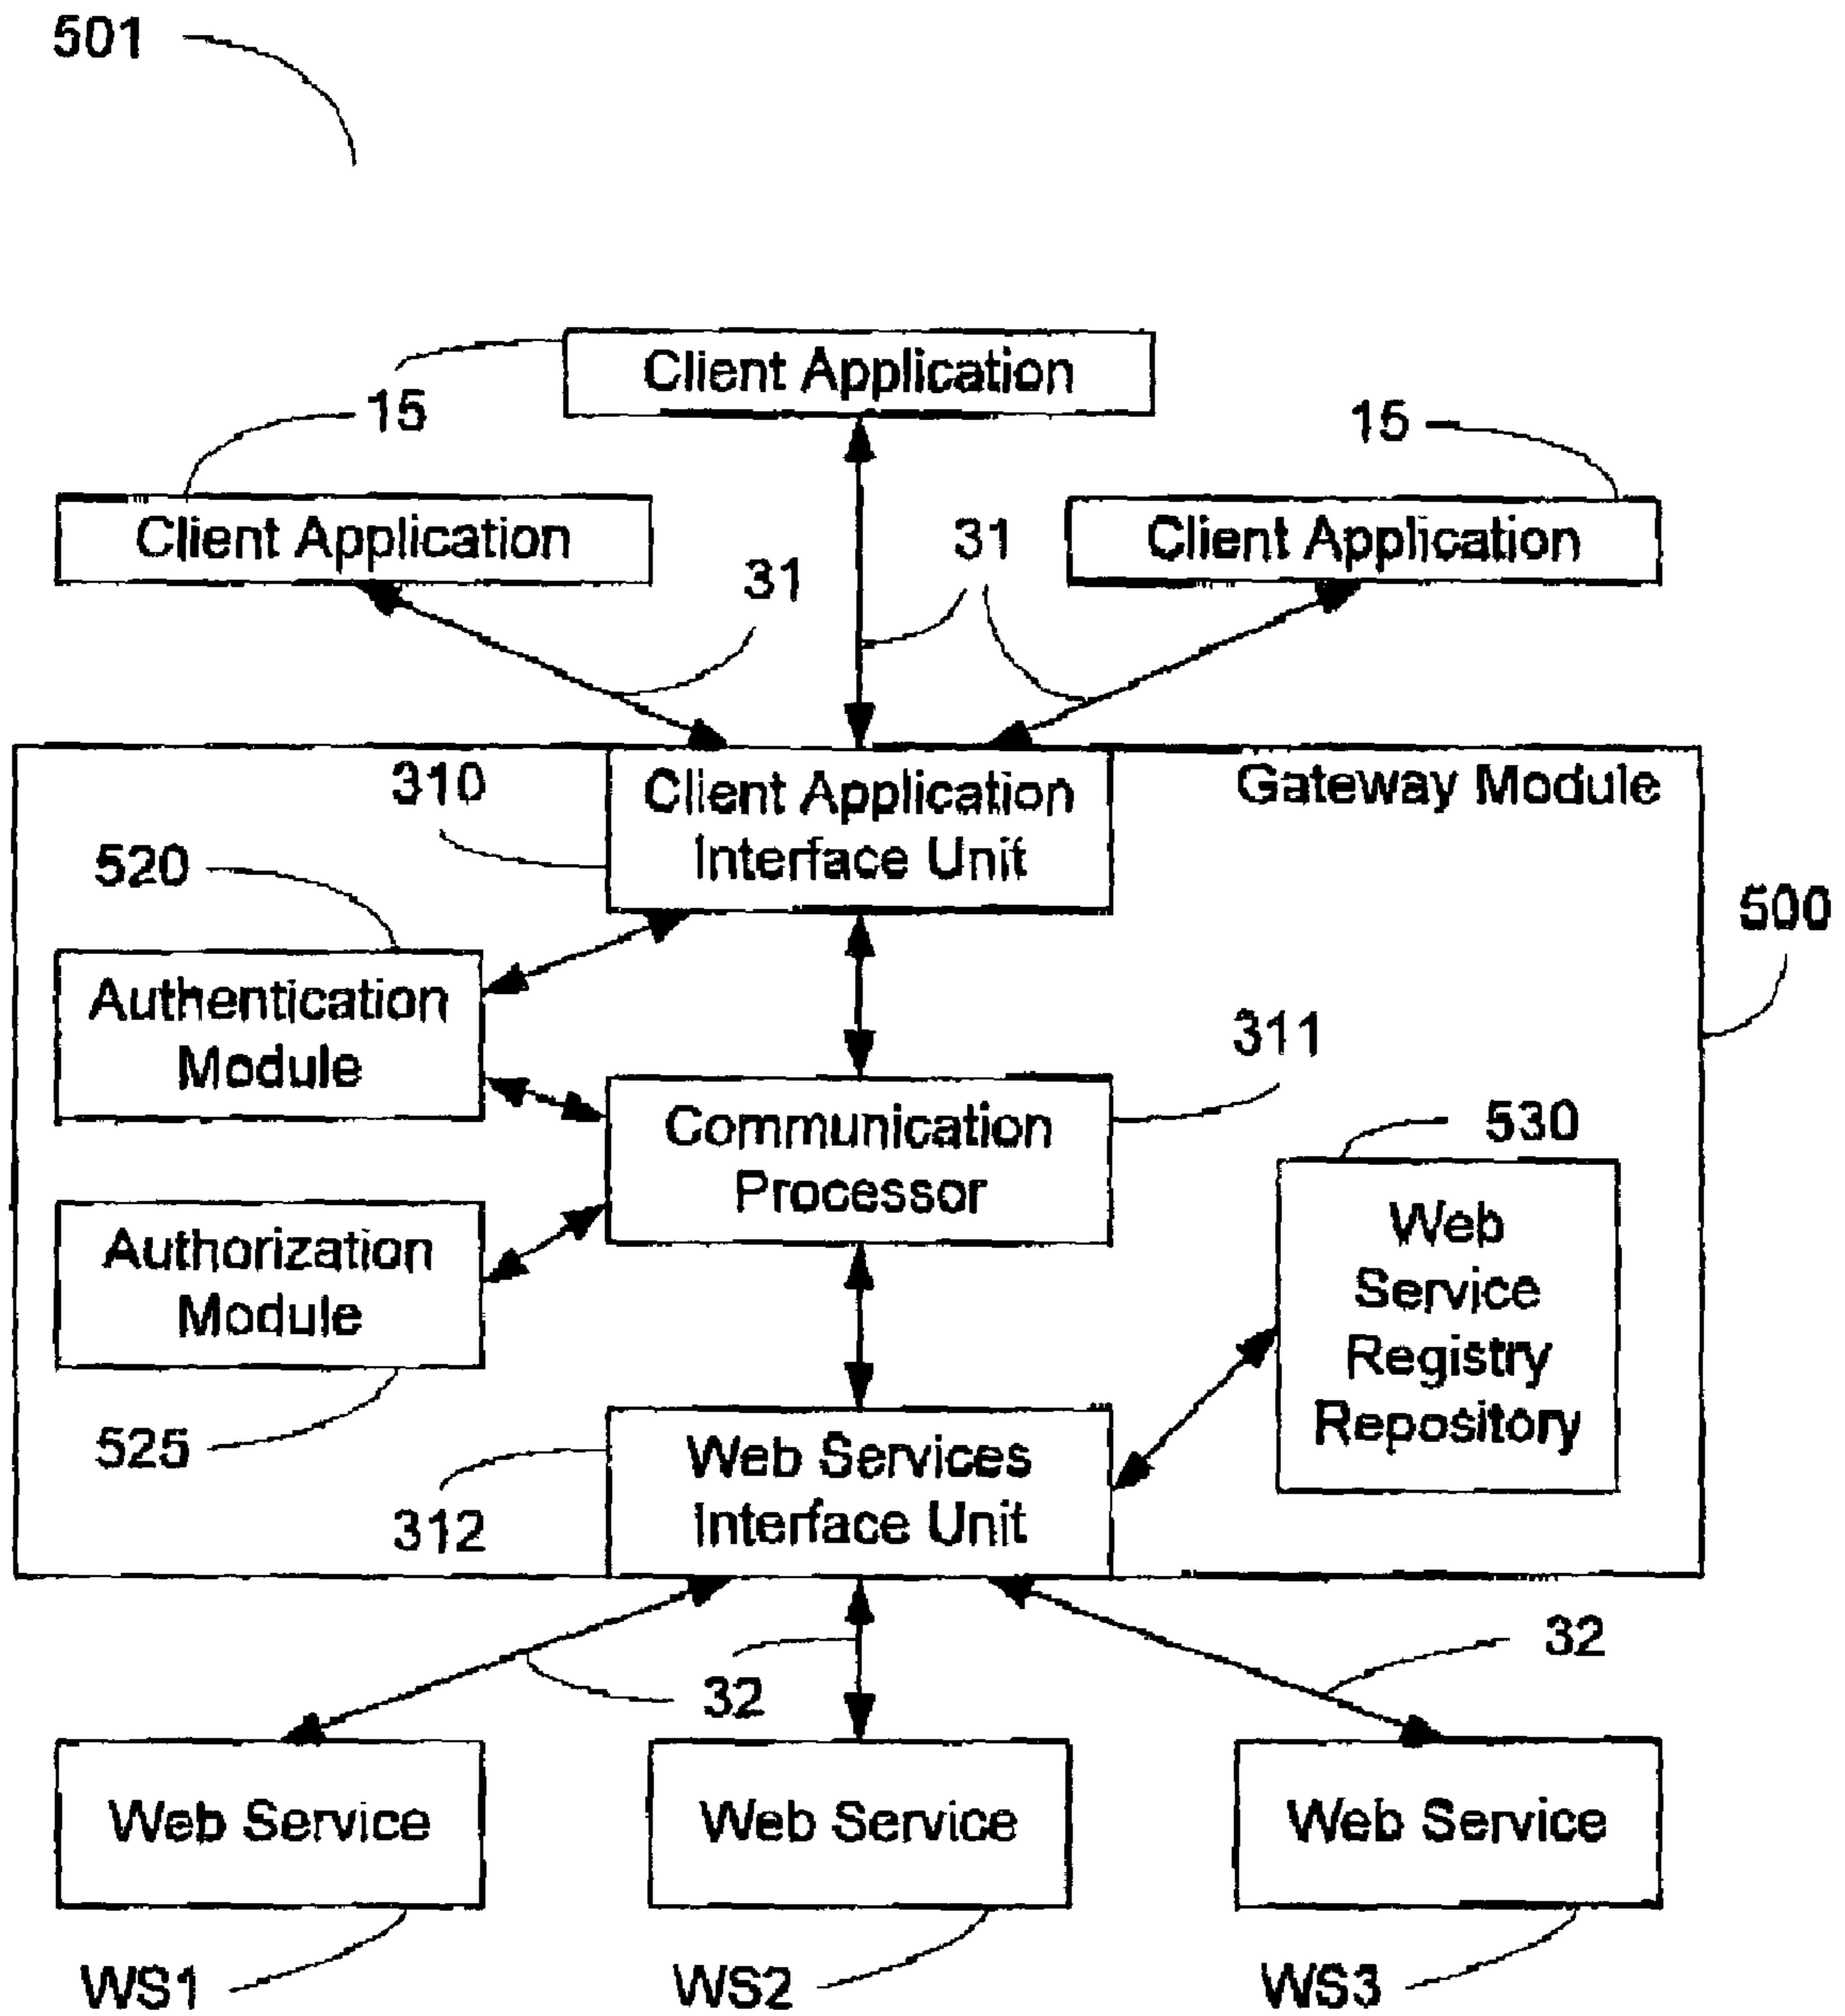 501
Client Application
15
15
Client Application
31
31
Client Application
310
Client Application
Interface Unit
Gateway Module
520
500
Authentication
Module
311
Communication
Processor
530
Web
Service
Registry
Repository
Authorization
Module
525
Web Services
Interface Unit
312
32
32
Web Service
Web Service
Web Service
WS1
WS2
WS3